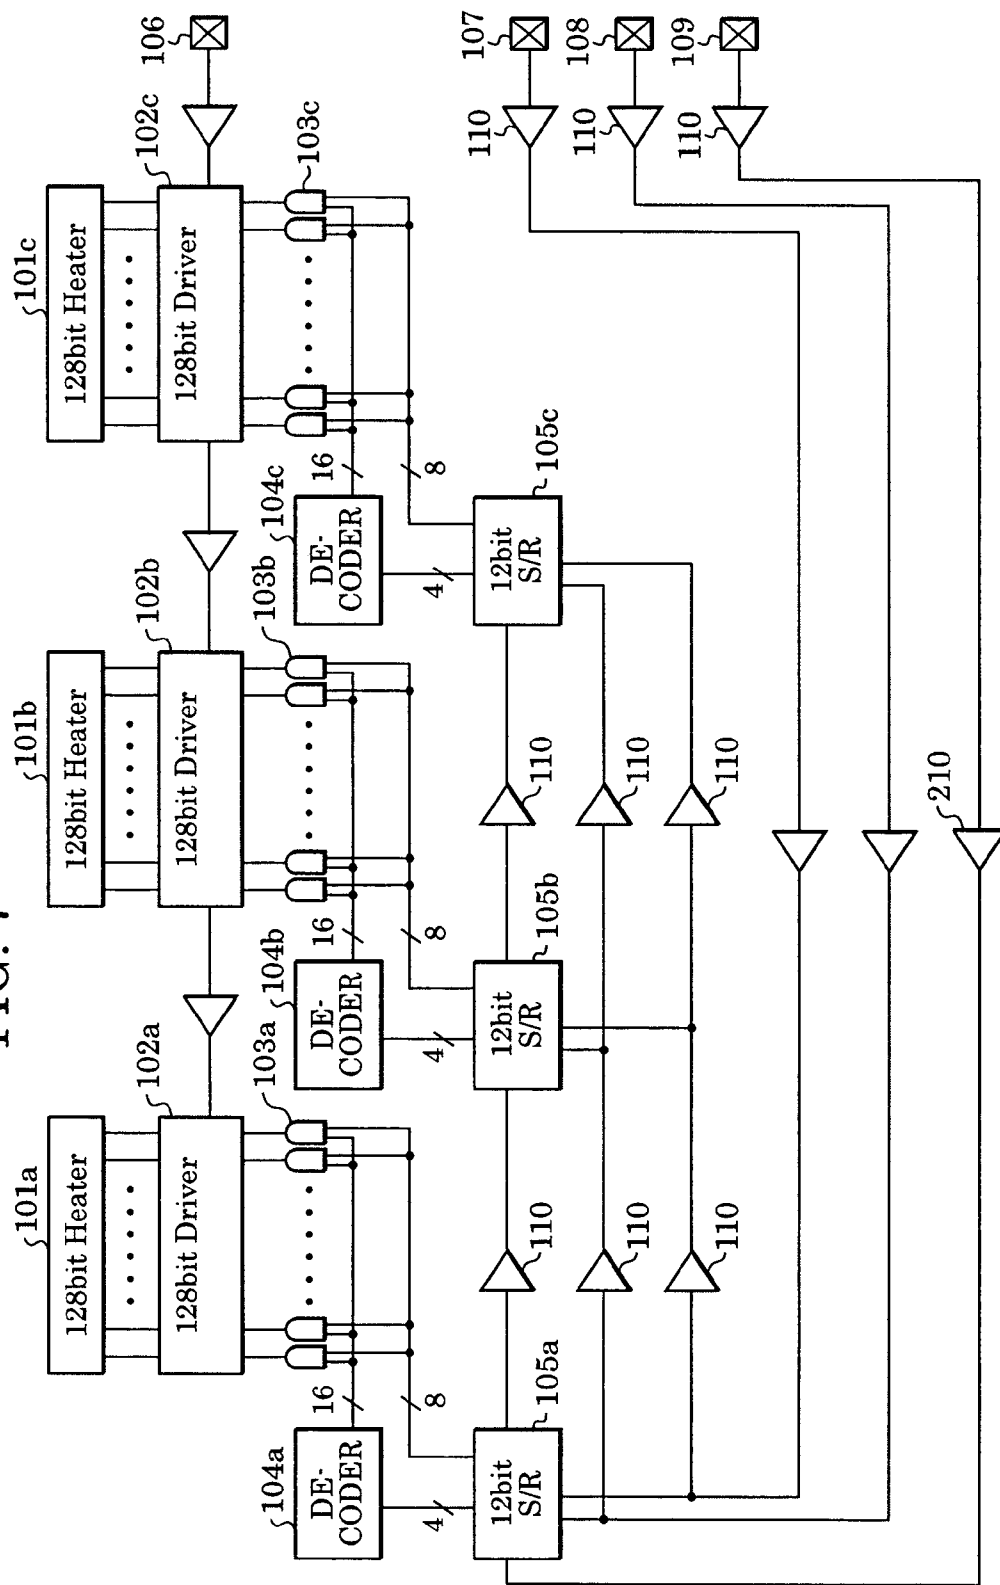 FIG. 7
101a
128bit Heater
102a
128bit Driver
103a
104a
DE-
CODER
16
8
4
105a
12bit
S/R
110
110
110
101b
128bit Heater
102b
128bit Driver
103b
104b
DE-
CODER
16
8
4
105b
12bit
S/R
110
110
110
101c
128bit Heater
102c
128bit Driver
103c
104c
DE-
CODER
16
8
4
105c
12bit
S/R
106
107
110
108
110
109
110
210